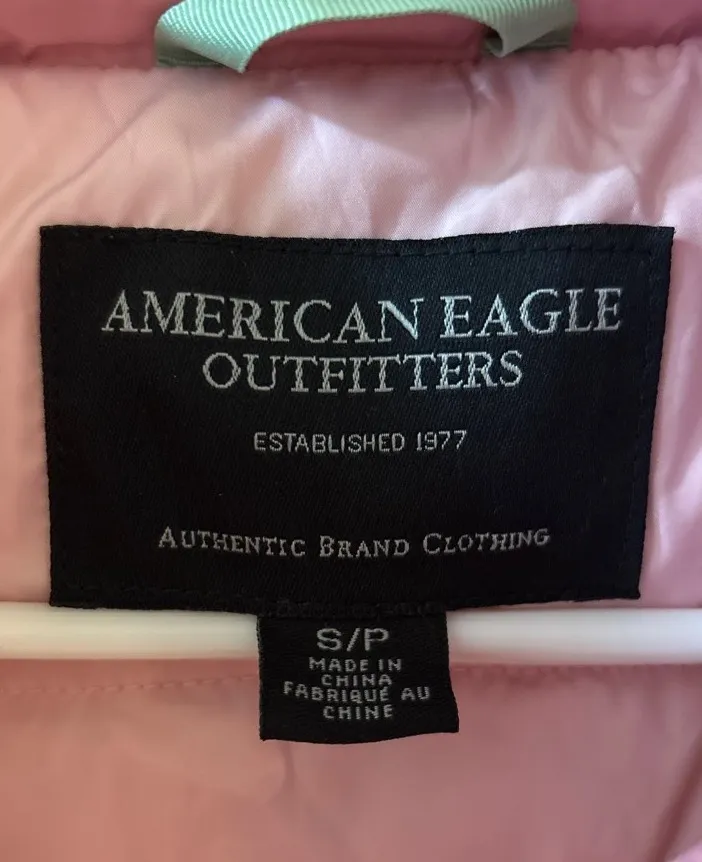 AMERICAN EAGLE
OUTFITTERS
ESTABLISHED 1977
AUTHENTIC BRAND CLOTHING
S/P
MADE IN
CHINA
FABRIQUÉ AU
CHINE